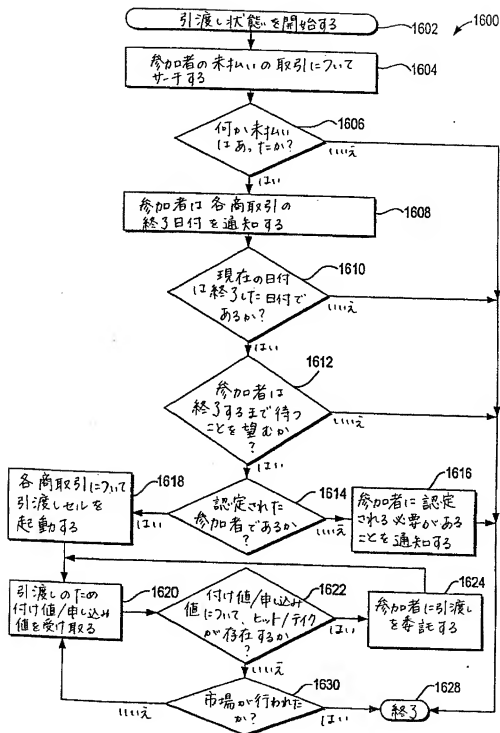 引渡し状態を開始する
1602
1600
参加者の未払いの取引について
サーチする
1604
何か未払い
はあったか?
1606
いいえ
はい
参加者は各商取引の
終了日付を通知する
1608
現在の日付
は終了した日付で
あるか?
1610
いいえ
はい
参加者は
終了するまで待つ
ことを望むか
?
1612
いいえ
はい
各商取引について
引渡しセルを
起動する
1618
はい
認定された
参加者であるか
?
1614
いいえ
参加者に認定
される必要がある
ことを通知する
1616
引渡しのため
付け値/申し込み
値を受け取る
1620
付け値/申し込み
値について、ヒット/テイク
が存在するか
?
1622
はい
いいえ
参加者に引渡し
を委託する
1624
市場が行われた
か?
1630
いいえ
はい
終了
1628